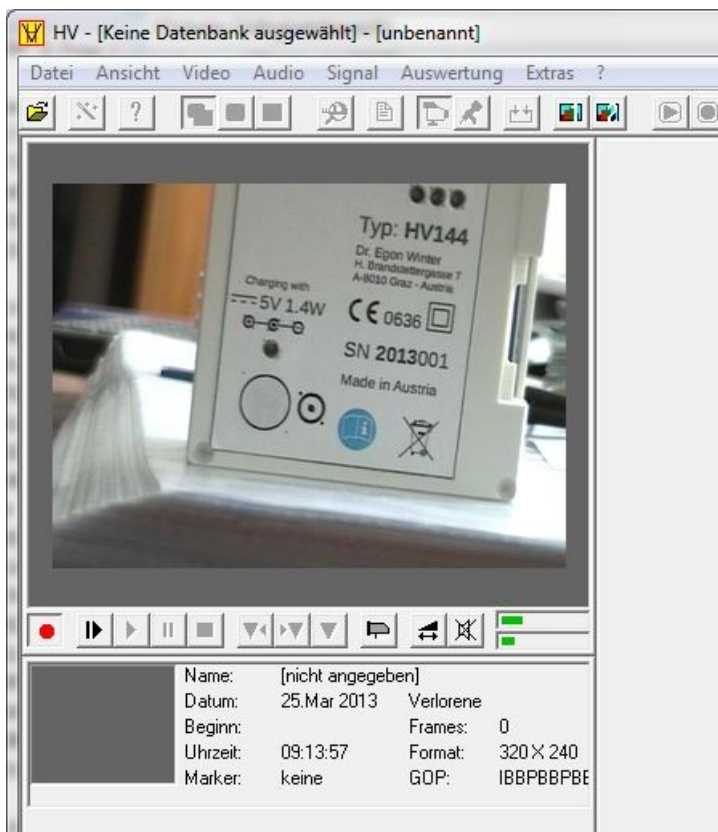 HV - [Keine Datenbank ausgewählt] - [unbenannt]
Datei Ansicht Video Audio Signal Auswertung Extras ?
Typ: HV144
Dr. Egon Winter
H. Brandstettergasse 7
A-8010 Graz - Austria
Charging with
5V 1.4W
CE 0636
SN 2013001
Made in Austria
Name: [nicht angegeben]
Datum: 25.Mar 2013 Verlorene
Beginn: Frames: 0
Uhrzeit: 09:13:57 Format: 320 X 240
Marker: keine GOP: IBBPBBPBE